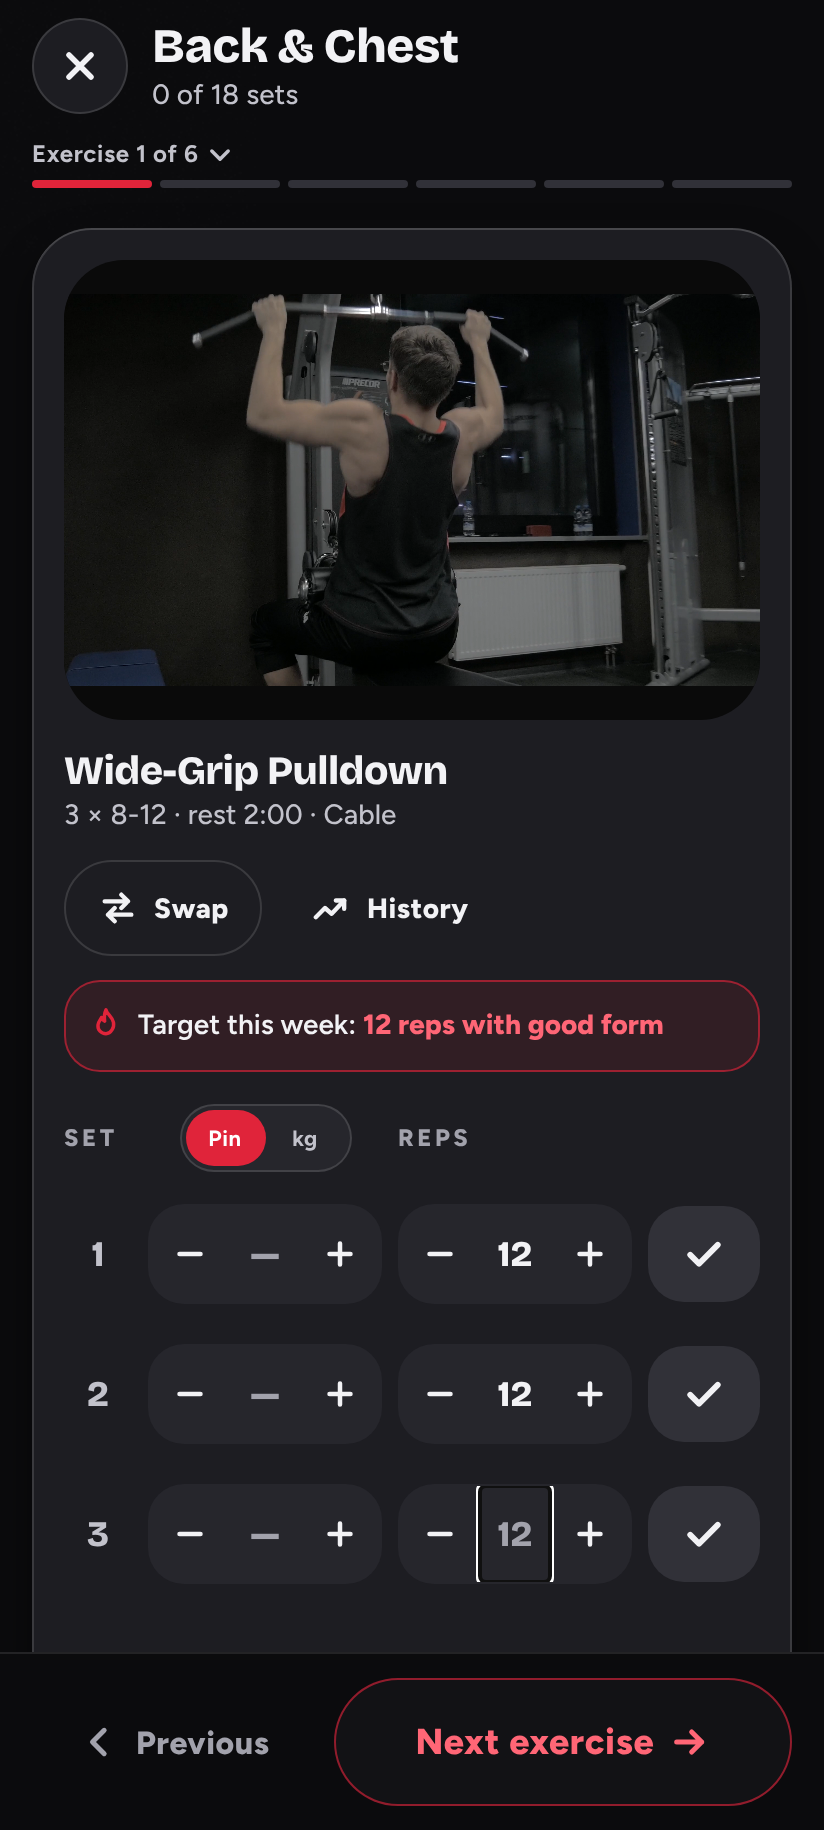 Back & Chest
0 of 18 sets
Exercise 1 of 6
PRECOR
Wide-Grip Pulldown
3 × 8-12 · rest 2:00 · Cable
Swap
History
Target this week: 12 reps with good form
SET Pin kg REPS
1 − – + − 12 +
2 − – + − 12 +
3 − – + − 12 +
Previous
Next exercise →